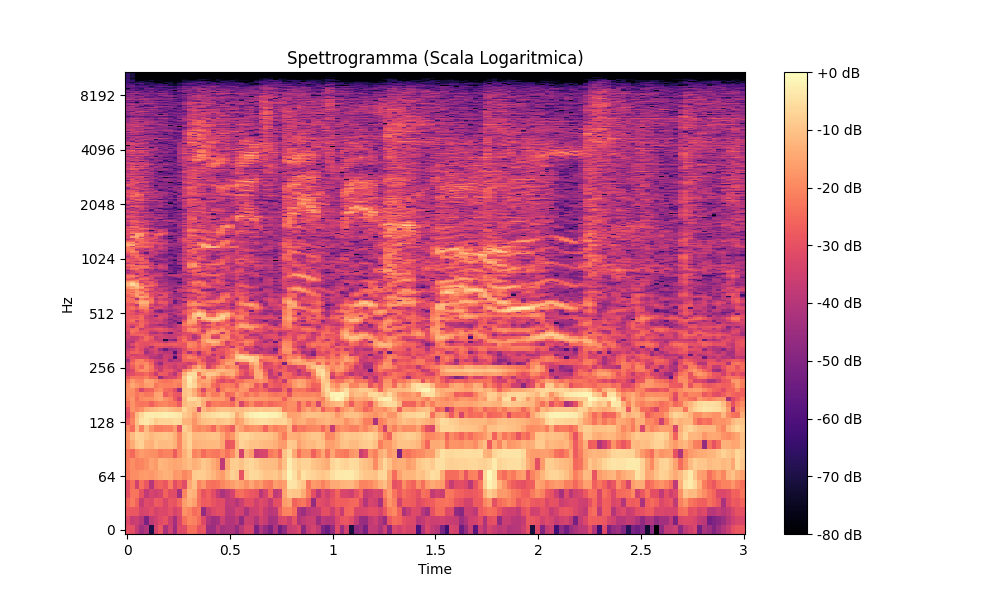 Spettrogramma (Scala Logaritmica)
Hz
8192
4096
2048
1024
512
256
128
64
0
0
0.5
1
1.5
2
2.5
3
Time
+0 dB
-10 dB
-20 dB
-30 dB
-40 dB
-50 dB
-60 dB
-70 dB
-80 dB